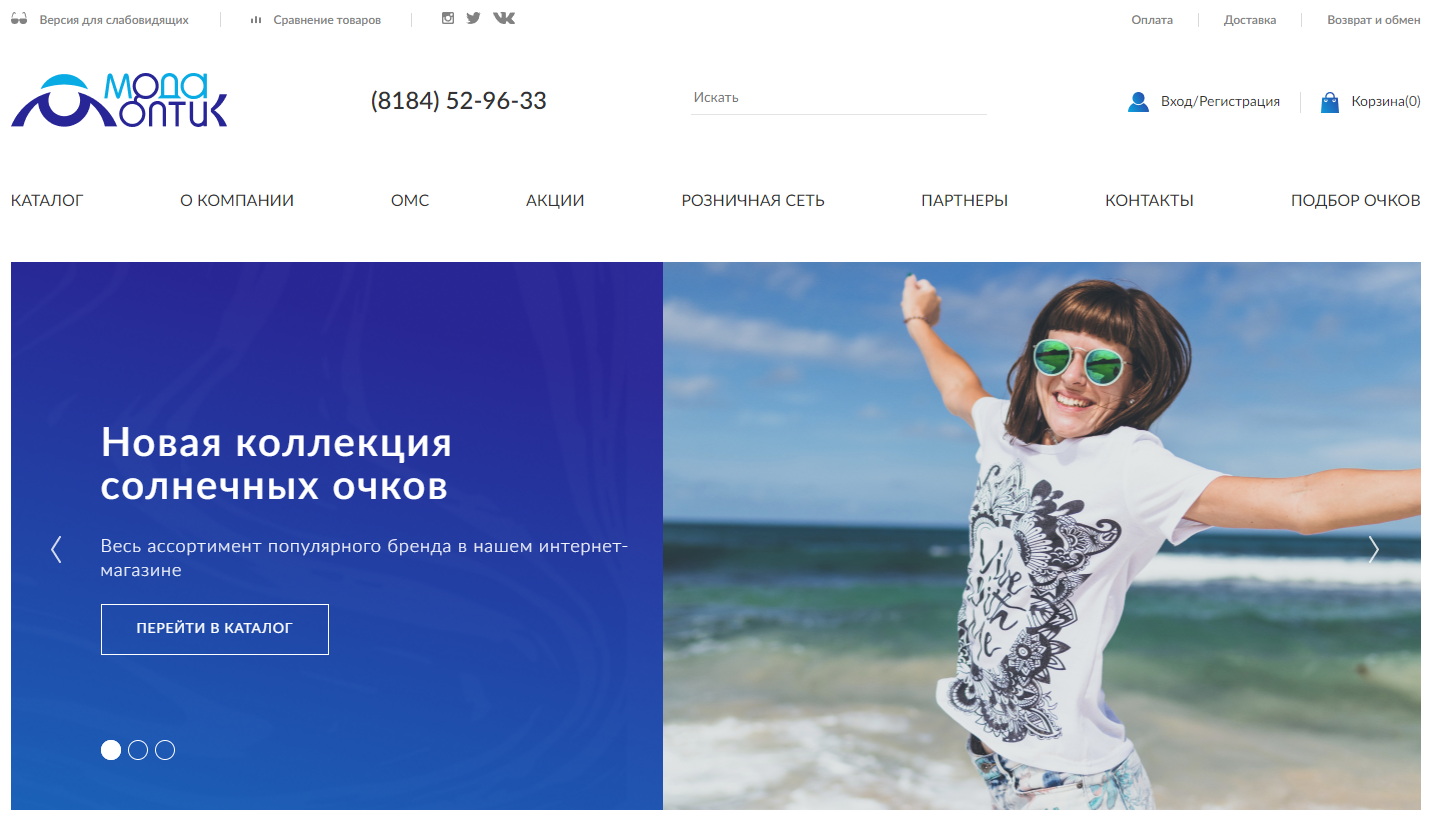 Версия для слабовидящих
Сравнение товаров
Оплата
Доставка
Возврат и обмен
мода
оптик
(8184) 52-96-33
Искать
Вход/Регистрация
Корзина(0)
КАТАЛОГ
О КОМПАНИИ
ОМС
АКЦИИ
РОЗНИЧНАЯ СЕТЬ
ПАРТНЕРЫ
КОНТАКТЫ
ПОДБОР ОЧКОВ
Новая коллекция
солнечных очков
Весь ассортимент популярного бренда в нашем интернет-
магазине
ПЕРЕЙТИ В КАТАЛОГ